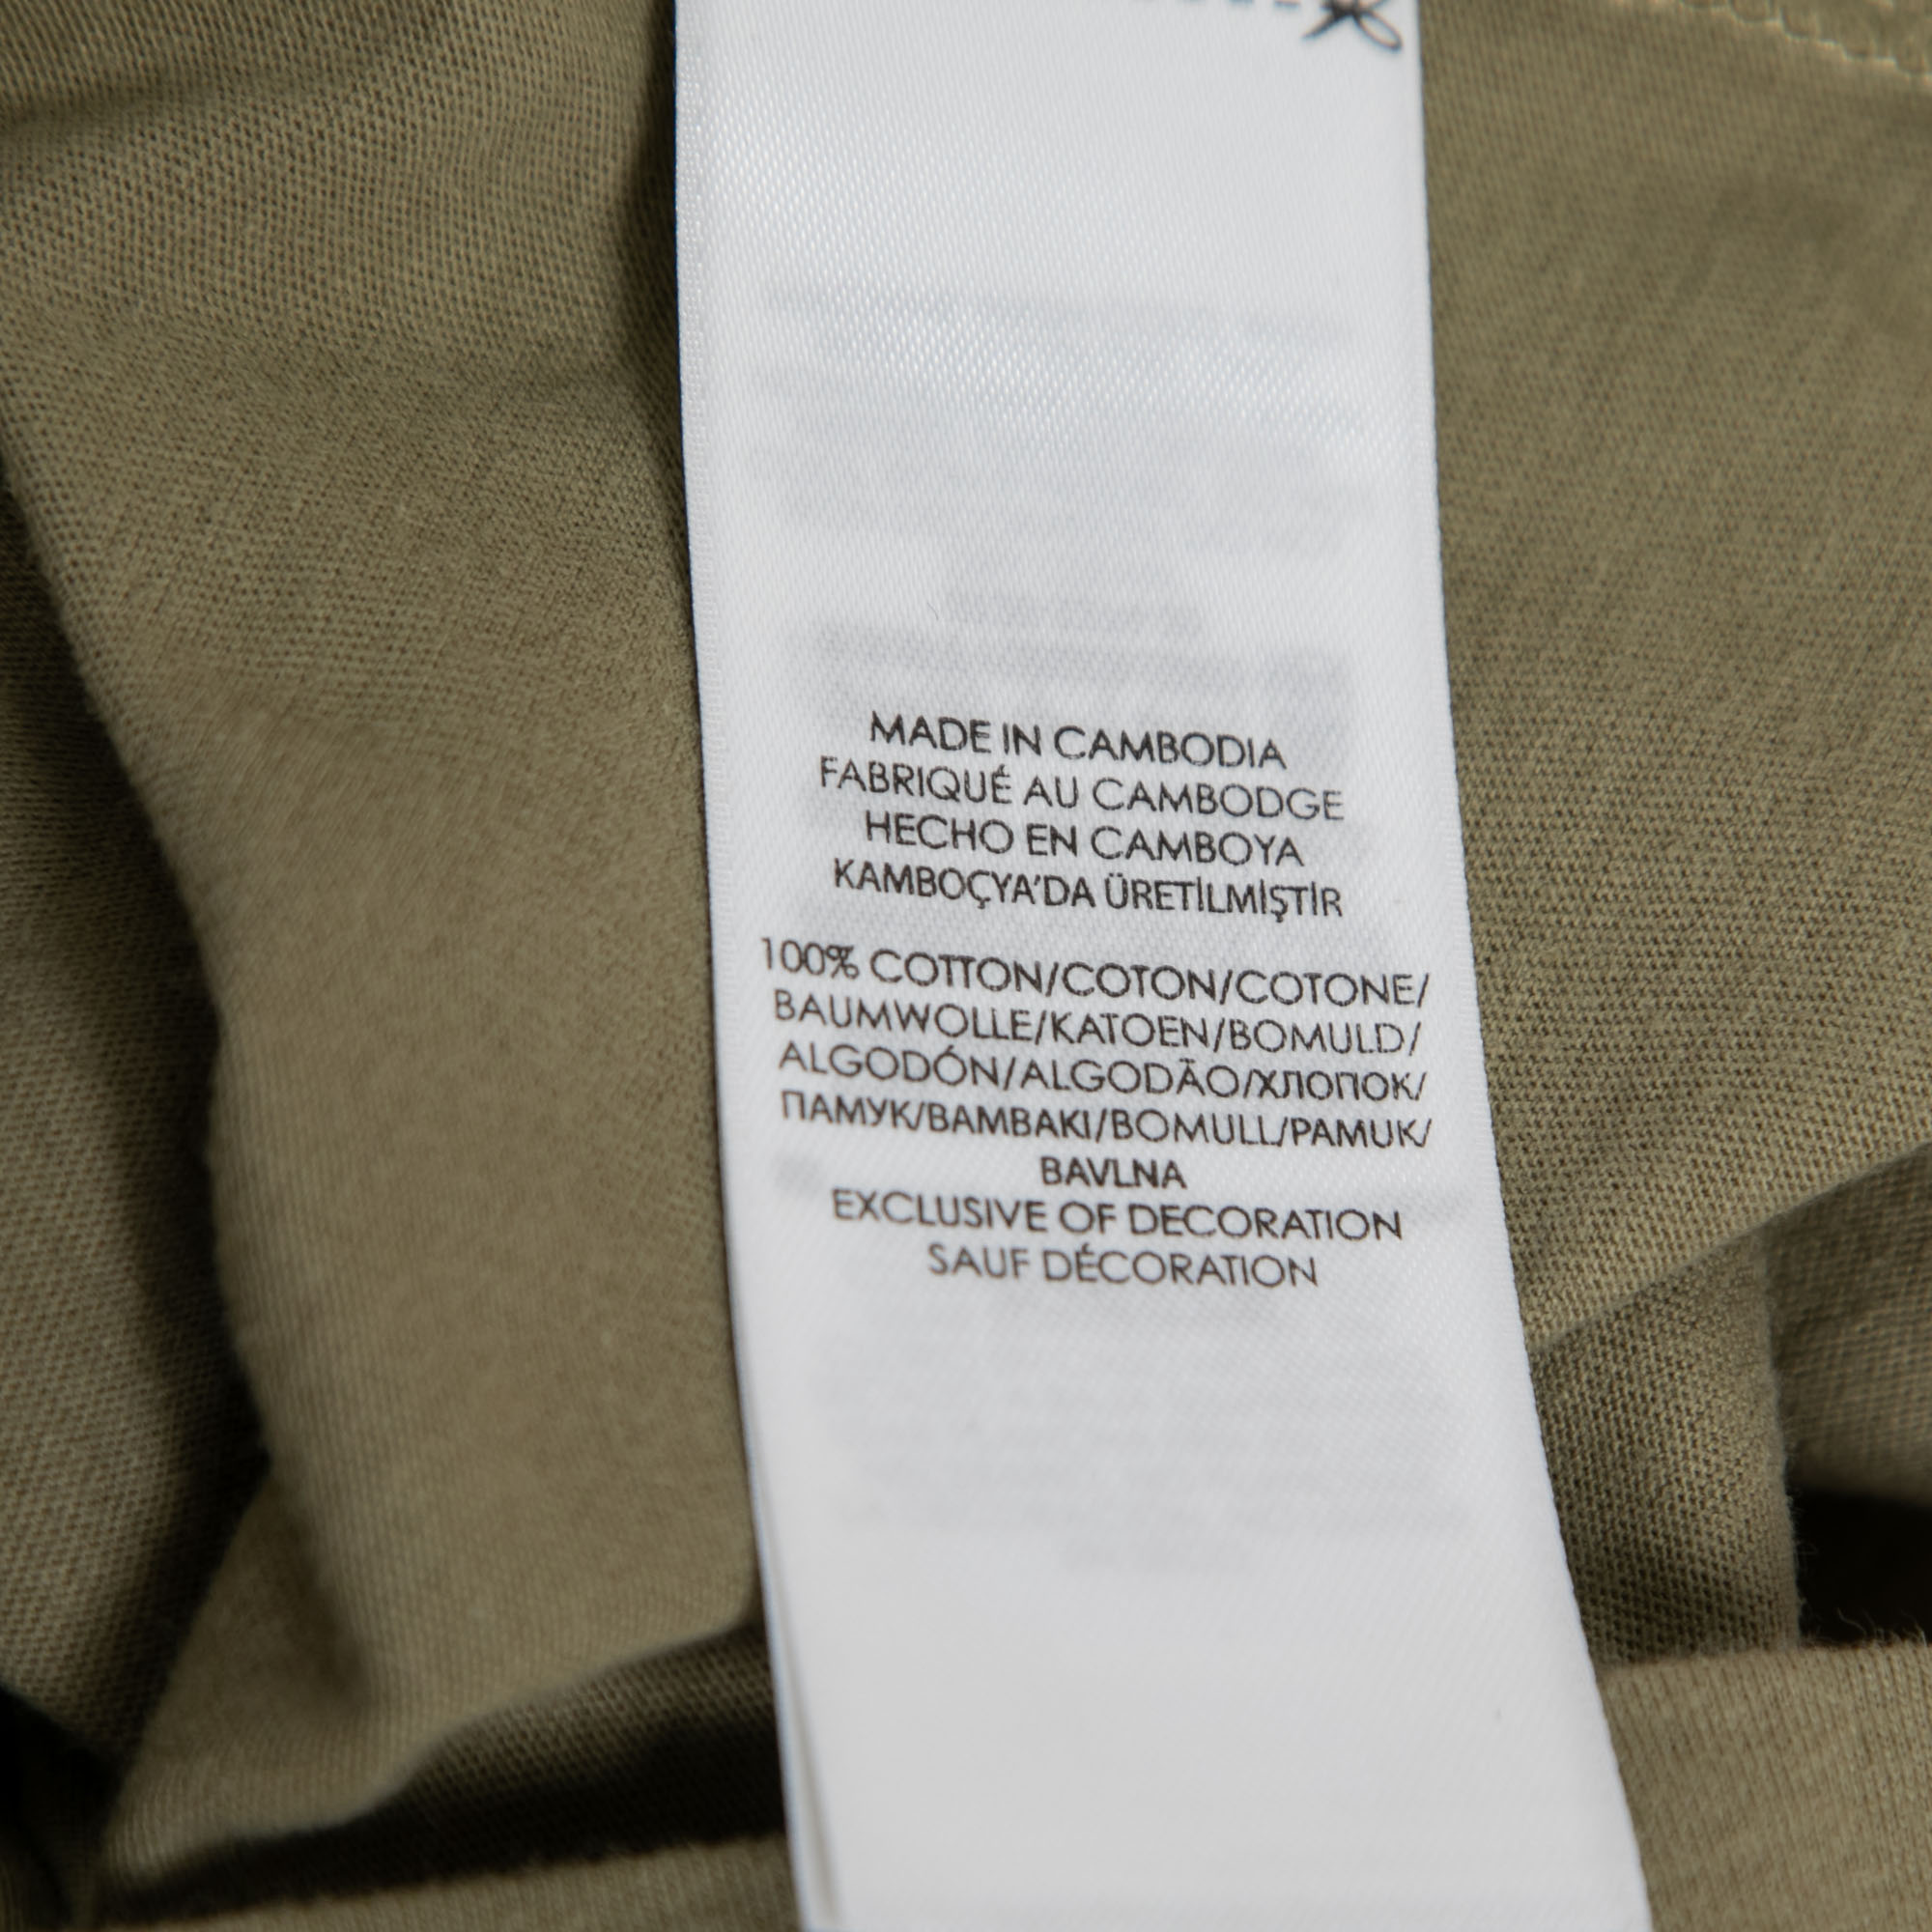 MADE IN CAMBODIA
FABRIQUÉ AU CAMBODGE
HECHO EN CAMBOYA
KAMBOÇYA'DA ÜRETİLMİŞTİR
100% COTTON/COTON/COTONE/
BAUMWOLLE/KATOEN/BOMULD/
ALGODÓN/ALGODÃO/ХЛОПОК/
ПАМУК/ΒΑΜΒΑΚΙ/BOMULL/PAMUK/
BAVLNA
EXCLUSIVE OF DECORATION
SAUF DÉCORATION